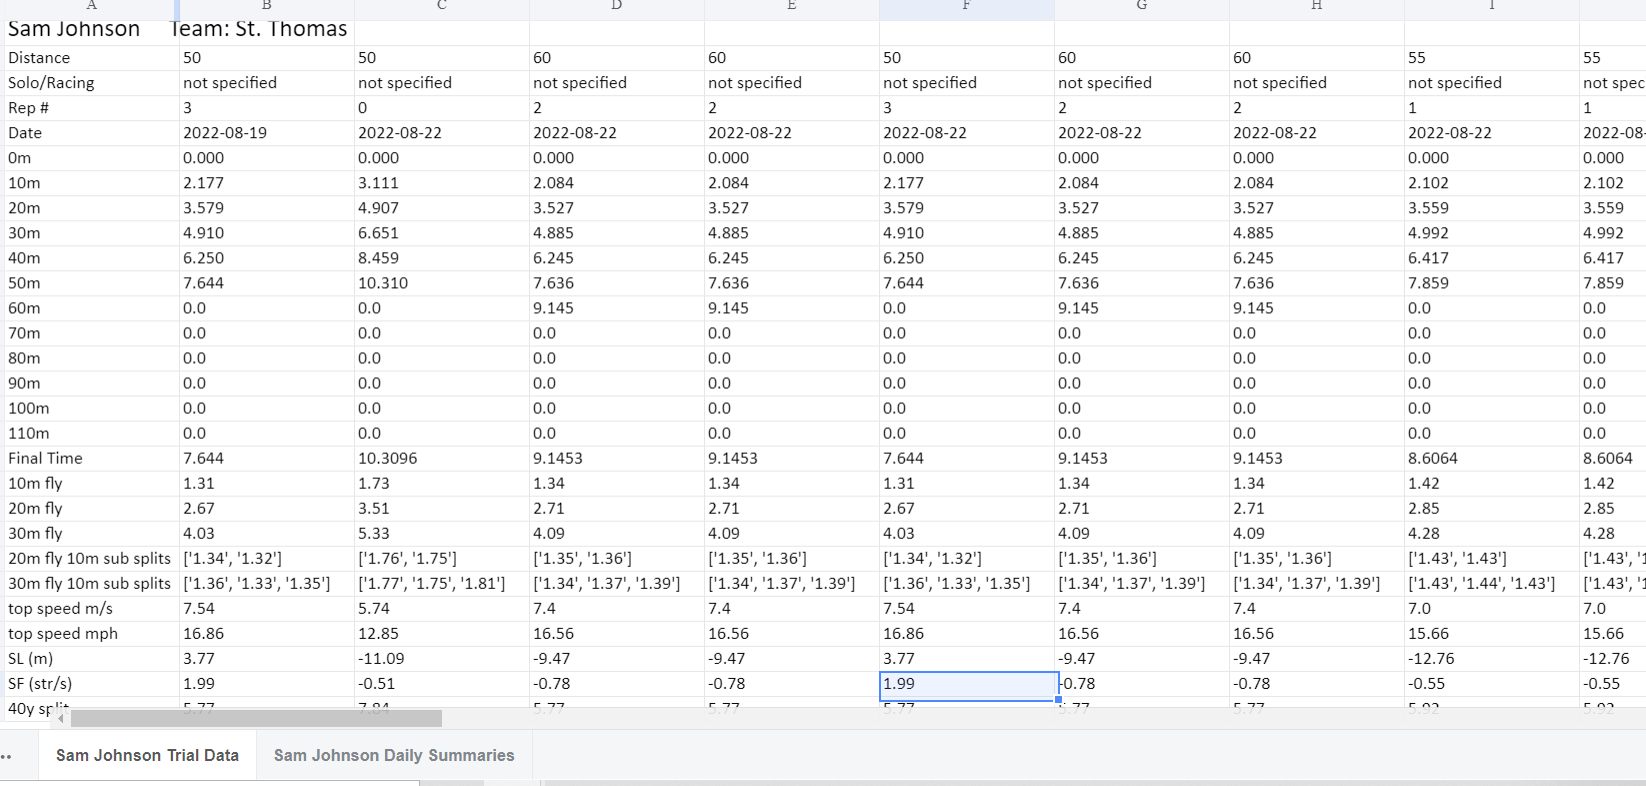 A B C D E F G H I
Sam Johnson Team: St. Thomas
Distance 50 50 60 60 50 60 60 55 55
Solo/Racing not specified not specified not specified not specified not specified not specified not specified not specified not spec
Rep # 3 0 2 2 3 2 2 1 1
Date 2022-08-19 2022-08-22 2022-08-22 2022-08-22 2022-08-22 2022-08-22 2022-08-22 2022-08-22 2022-08-
0m 0.000 0.000 0.000 0.000 0.000 0.000 0.000 0.000 0.000
10m 2.177 3.111 2.084 2.084 2.177 2.084 2.084 2.102 2.102
20m 3.579 4.907 3.527 3.527 3.579 3.527 3.527 3.559 3.559
30m 4.910 6.651 4.885 4.885 4.910 4.885 4.885 4.992 4.992
40m 6.250 8.459 6.245 6.245 6.250 6.245 6.245 6.417 6.417
50m 7.644 10.310 7.636 7.636 7.644 7.636 7.636 7.859 7.859
60m 0.0 0.0 9.145 9.145 0.0 9.145 9.145 0.0 0.0
70m 0.0 0.0 0.0 0.0 0.0 0.0 0.0 0.0 0.0
80m 0.0 0.0 0.0 0.0 0.0 0.0 0.0 0.0 0.0
90m 0.0 0.0 0.0 0.0 0.0 0.0 0.0 0.0 0.0
100m 0.0 0.0 0.0 0.0 0.0 0.0 0.0 0.0 0.0
110m 0.0 0.0 0.0 0.0 0.0 0.0 0.0 0.0 0.0
Final Time 7.644 10.3096 9.1453 9.1453 7.644 9.1453 9.1453 8.6064 8.6064
10m fly 1.31 1.73 1.34 1.34 1.31 1.34 1.34 1.42 1.42
20m fly 2.67 3.51 2.71 2.71 2.67 2.71 2.71 2.85 2.85
30m fly 4.03 5.33 4.09 4.09 4.03 4.09 4.09 4.28 4.28
20m fly 10m sub splits ['1.34', '1.32'] ['1.76', '1.75'] ['1.35', '1.36'] ['1.35', '1.36'] ['1.34', '1.32'] ['1.35', '1.36'] ['1.35', '1.36'] ['1.43', '1.43'] ['1.43', '1
30m fly 10m sub splits ['1.36', '1.33', '1.35'] ['1.77', '1.75', '1.81'] ['1.34', '1.37', '1.39'] ['1.34', '1.37', '1.39'] ['1.36', '1.33', '1.35'] ['1.34', '1.37', '1.39'] ['1.34', '1.37', '1.39'] ['1.43', '1.44', '1.43'] ['1.43', '1
top speed m/s 7.54 5.74 7.4 7.4 7.54 7.4 7.4 7.0 7.0
top speed mph 16.86 12.85 16.56 16.56 16.86 16.56 16.56 15.66 15.66
SL (m) 3.77 -11.09 -9.47 -9.47 3.77 -9.47 -9.47 -12.76 -12.76
SF (str/s) 1.99 -0.51 -0.78 -0.78 1.99 -0.78 -0.78 -0.55 -0.55
40y split 5.77 7.84 5.77 5.77 5.77 5.77 5.77 5.92 5.92
Sam Johnson Trial Data Sam Johnson Daily Summaries